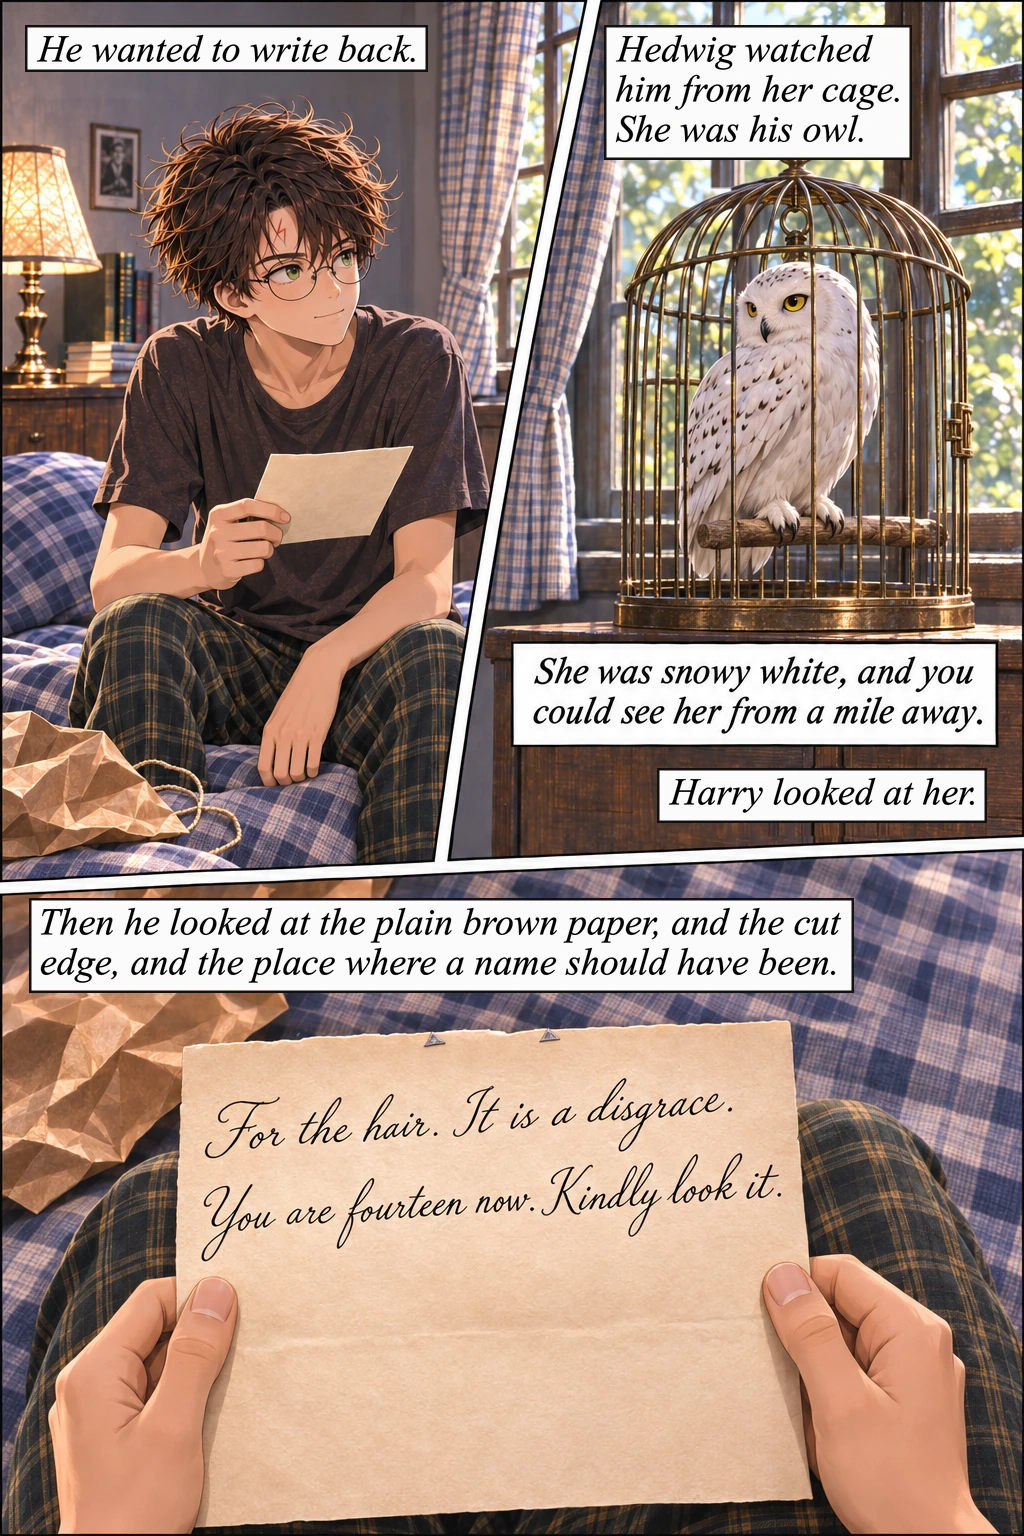 He wanted to write back.
Hedwig watched
him from her cage.
She was his owl.
She was snowy white, and you
could see her from a mile away.
Harry looked at her.
Then he looked at the plain brown paper, and the cut
edge, and the place where a name should have been.
For the hair. It is a disgrace.
You are fourteen now. Kindly look it.